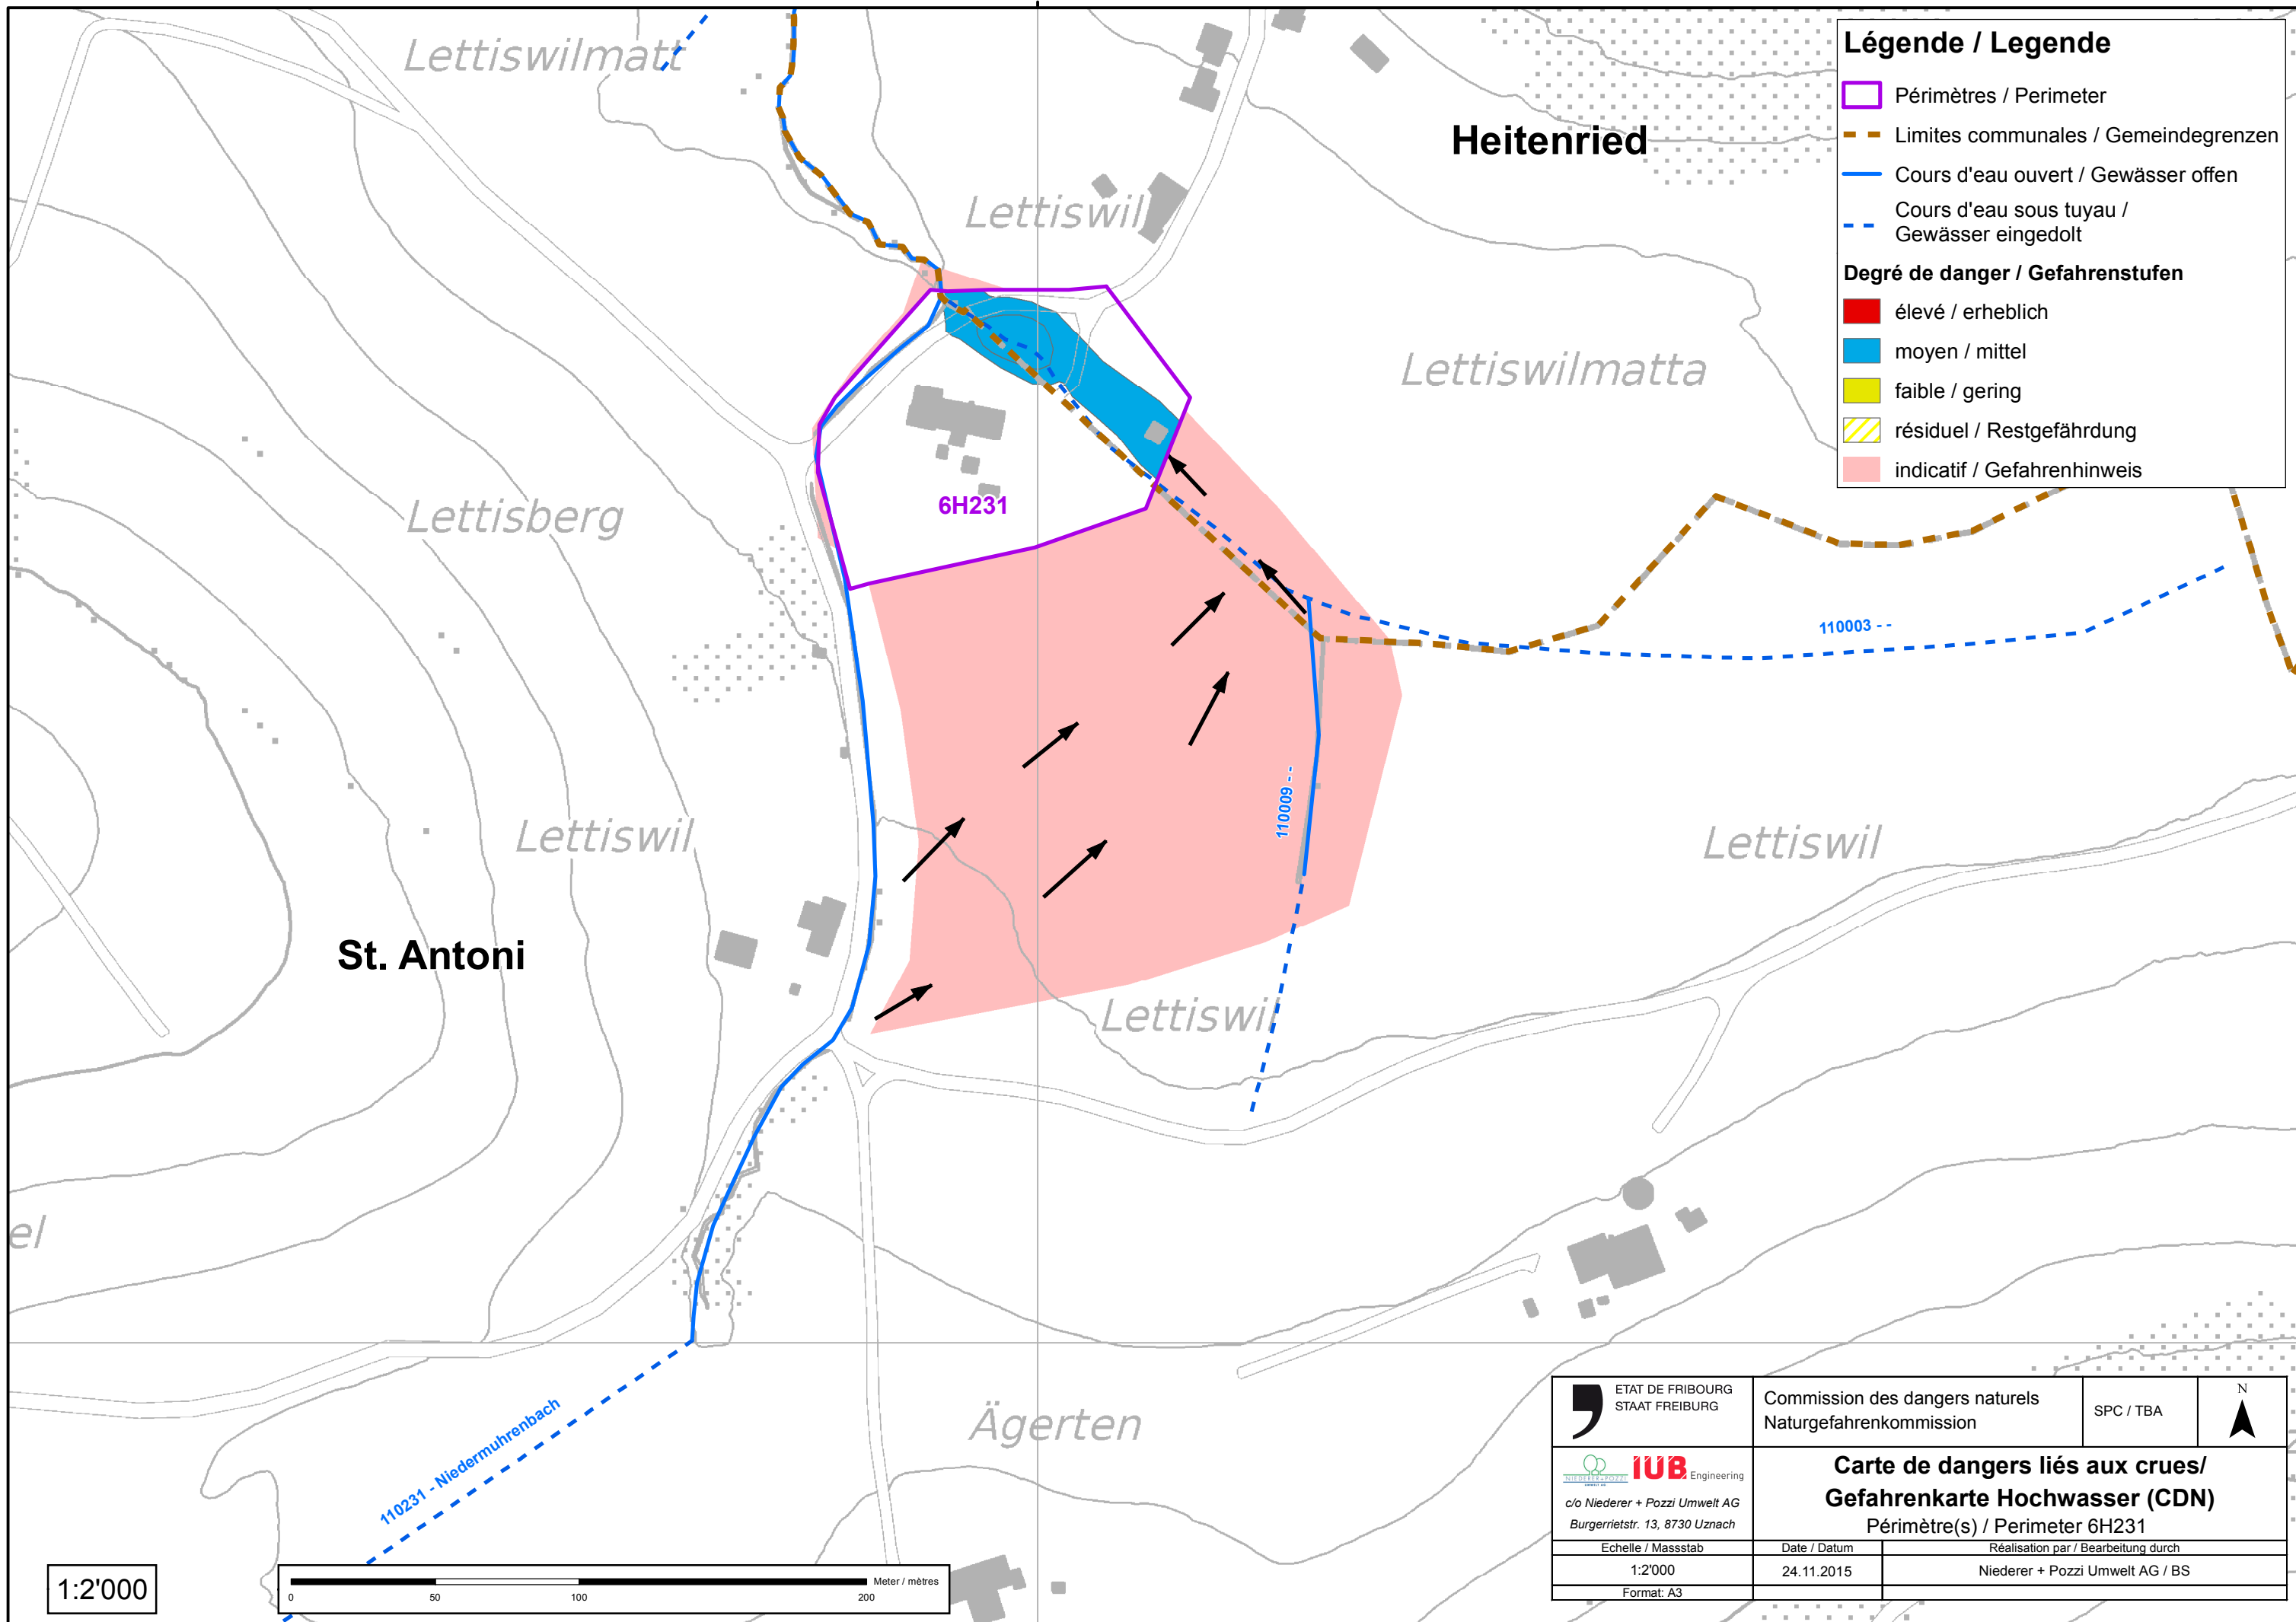 Légende / Legende
Périmètres / Perimeter
Limites communales / Gemeindegrenzen
Cours d'eau ouvert / Gewässer offen
Cours d'eau sous tuyau /
Gewässer eingedolt
Degré de danger / Gefahrenstufen
élevé / erheblich
moyen / mittel
faible / gering
résiduel / Restgefährdung
indicatif / Gefahrenhinweis
Lettiswilmatt
Heitenried
Lettiswil
Lettiswilmatta
Lettisberg
6H231
110003 - -
110009 - -
Lettiswil
Lettiswil
St. Antoni
Lettiswil
el
Ägerten
110231 - Niedermuhrenbach
1:2'000
Meter / mètres
0 50 100 200
ETAT DE FRIBOURG
STAAT FREIBURG
Commission des dangers naturels
Naturgefahrenkommission
SPC / TBA
N
NIEDERER+POZZI
UMWELT AG
IUB Engineering
c/o Niederer + Pozzi Umwelt AG
Burgerrietstr. 13, 8730 Uznach
Carte de dangers liés aux crues/
Gefahrenkarte Hochwasser (CDN)
Périmètre(s) / Perimeter 6H231
Echelle / Massstab
Date / Datum
Réalisation par / Bearbeitung durch
1:2'000
24.11.2015
Niederer + Pozzi Umwelt AG / BS
Format: A3